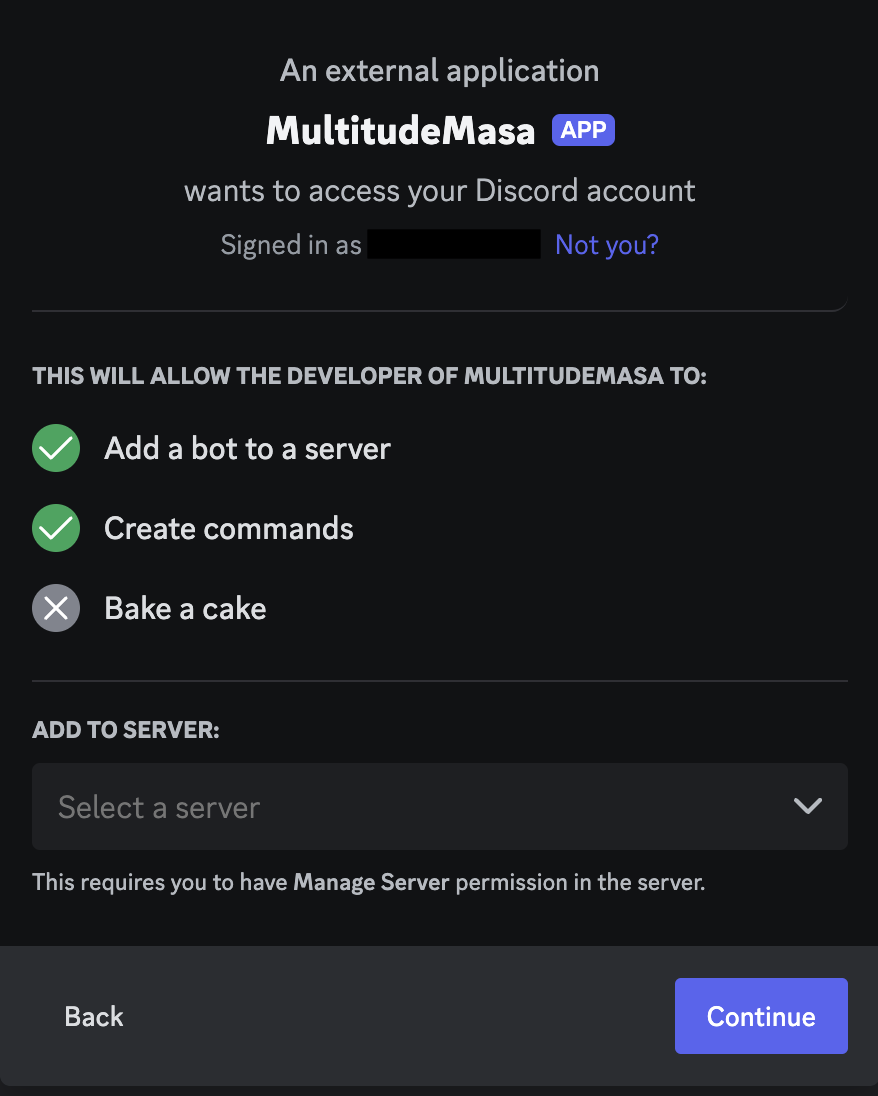 An external application
MultitudeMasa APP
wants to access your Discord account
Signed in as Not you?
THIS WILL ALLOW THE DEVELOPER OF MULTITUDEMASA TO:
Add a bot to a server
Create commands
Bake a cake
ADD TO SERVER:
Select a server
This requires you to have Manage Server permission in the server.
Back
Continue